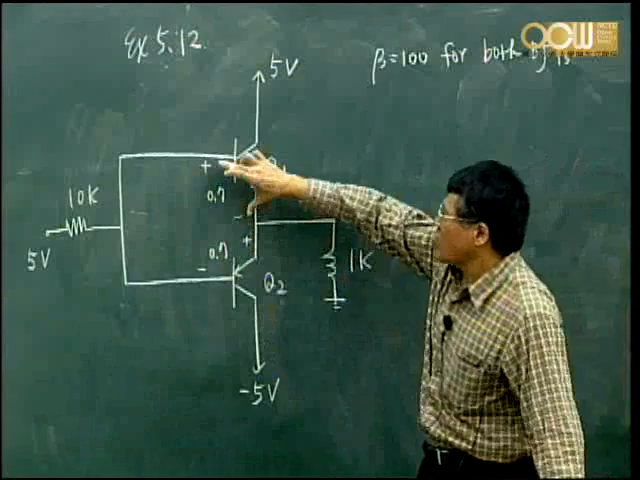 Ex 5.12
β=100 for both
5V
+
10K
0.7
-
+
5V
0.7
-
Q2
1K
-5V
OCW